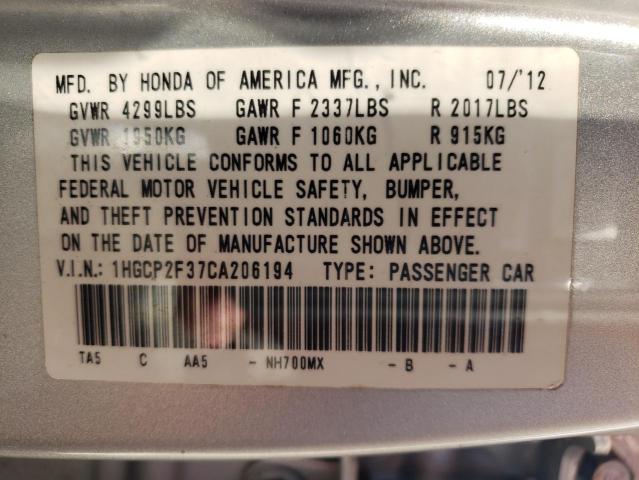 MFD. BY HONDA OF AMERICA MFG., INC. 07/'12
GVWR 4299LBS GAWR F 2337LBS R 2017LBS
GVWR 1950KG GAWR F 1060KG R 915KG
THIS VEHICLE CONFORMS TO ALL APPLICABLE
FEDERAL MOTOR VEHICLE SAFETY, BUMPER,
AND THEFT PREVENTION STANDARDS IN EFFECT
ON THE DATE OF MANUFACTURE SHOWN ABOVE.
V.I.N.: 1HGCP2F37CA206194 TYPE: PASSENGER CAR
TA5 C AA5 - NH700MX - B - A